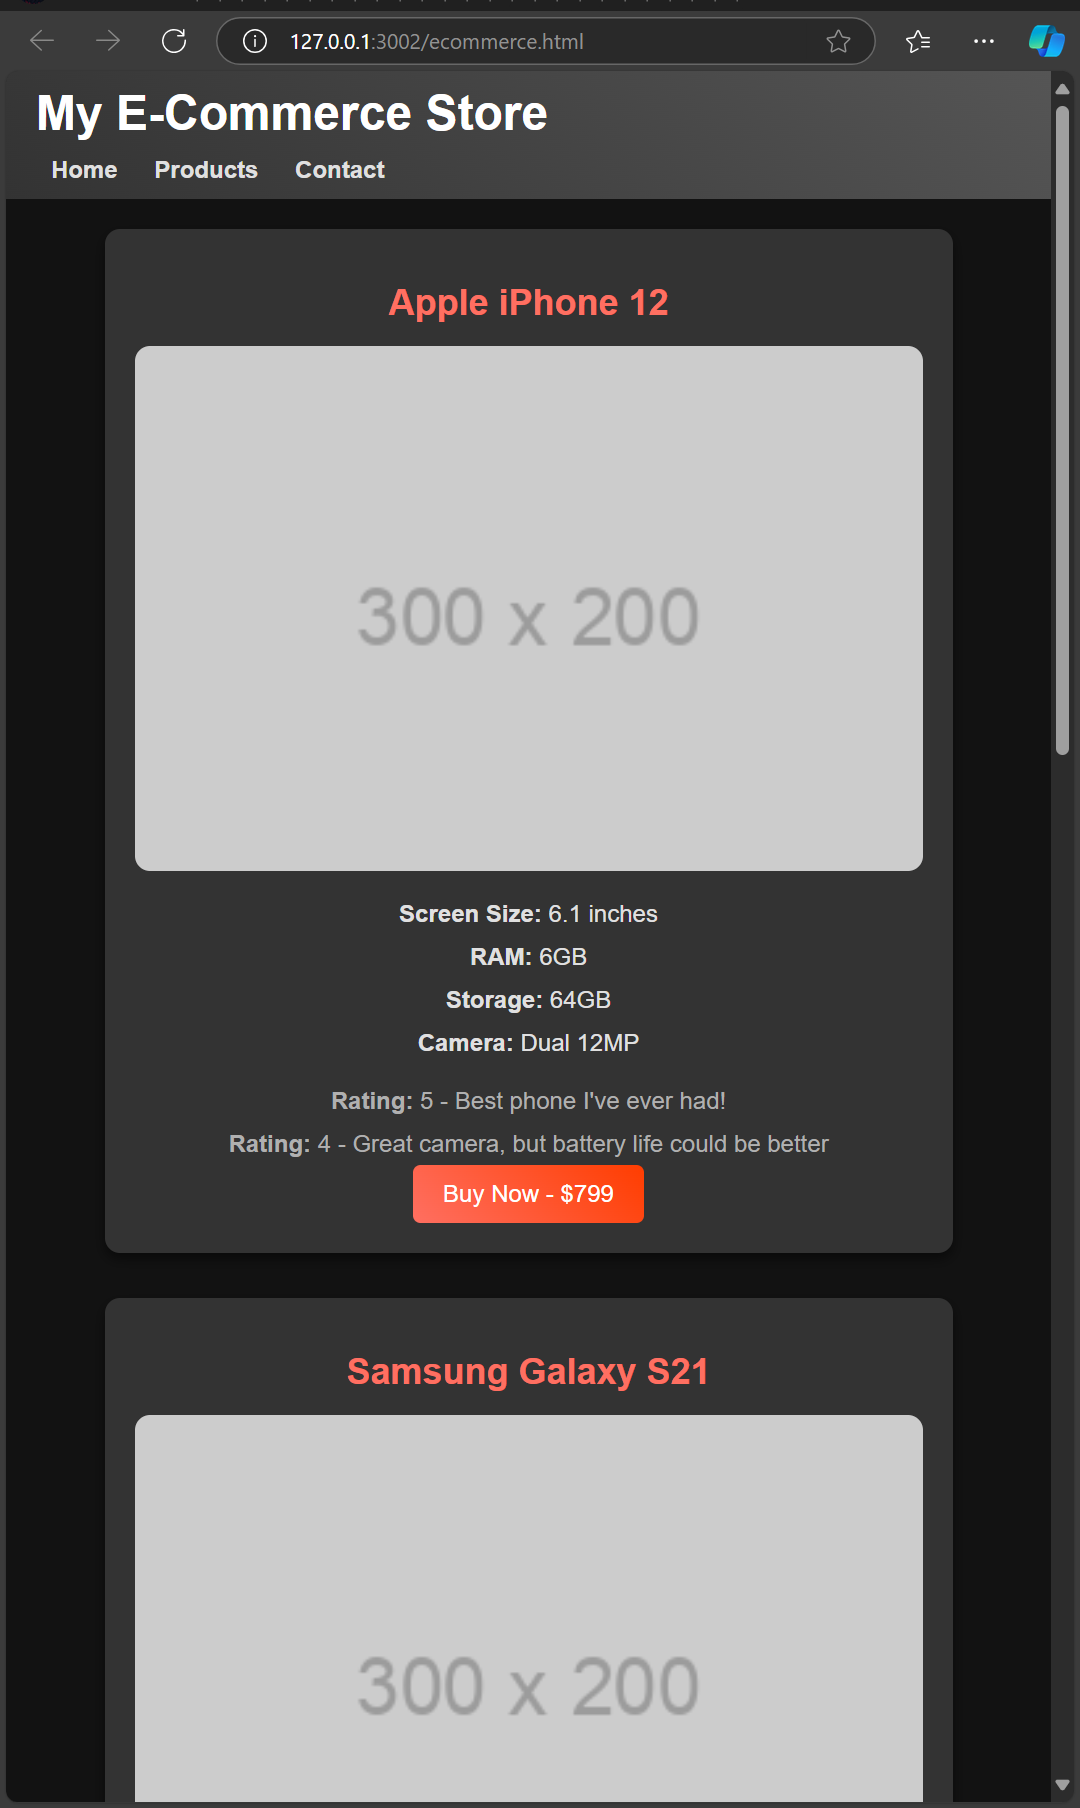 127.0.0.1:3002/ecommerce.html
My E-Commerce Store
Home Products Contact
Apple iPhone 12
300 x 200
Screen Size: 6.1 inches
RAM: 6GB
Storage: 64GB
Camera: Dual 12MP
Rating: 5 - Best phone I've ever had!
Rating: 4 - Great camera, but battery life could be better
Buy Now - $799
Samsung Galaxy S21
300 x 200